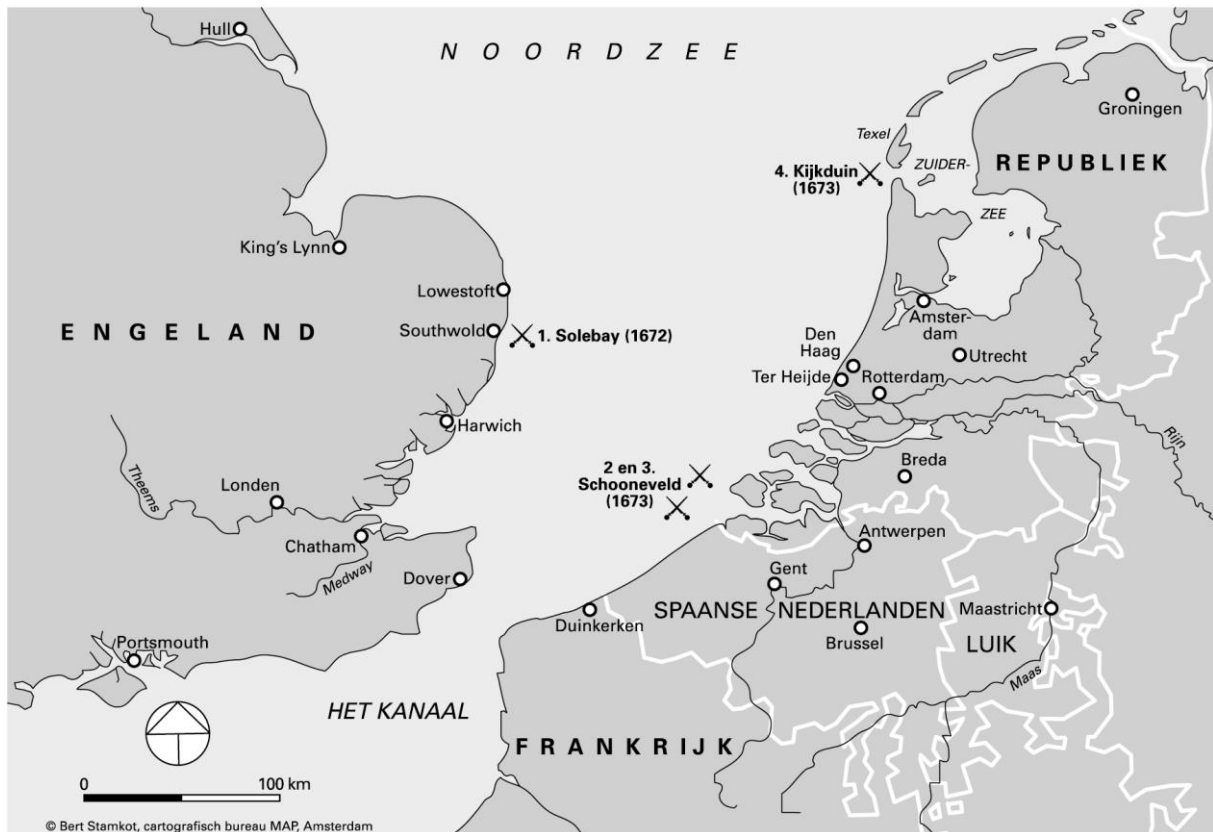 Hull
N O O R D Z E E
Groningen
Texel
4. Kijkduin
(1673)
ZUIDER-
REPUBLIEK
ZEE
King's Lynn
Lowestoft
ENGELAND
Southwold
1. Solebay (1672)
Amster-
dam
Den
Haag
Utrecht
Ter Heijde
Rotterdam
Harwich
Rijn
Theems
2 en 3.
Schooneveld
(1673)
Breda
Londen
Chatham
Antwerpen
Medway
Dover
Gent
Duinkerken
SPAANSE NEDERLANDEN
Maastricht
Brussel
LUIK
Portsmouth
Maas
HET KANAAL
FRANKRIJK
0 100 km
© Bert Stamkot, cartografisch bureau MAP, Amsterdam